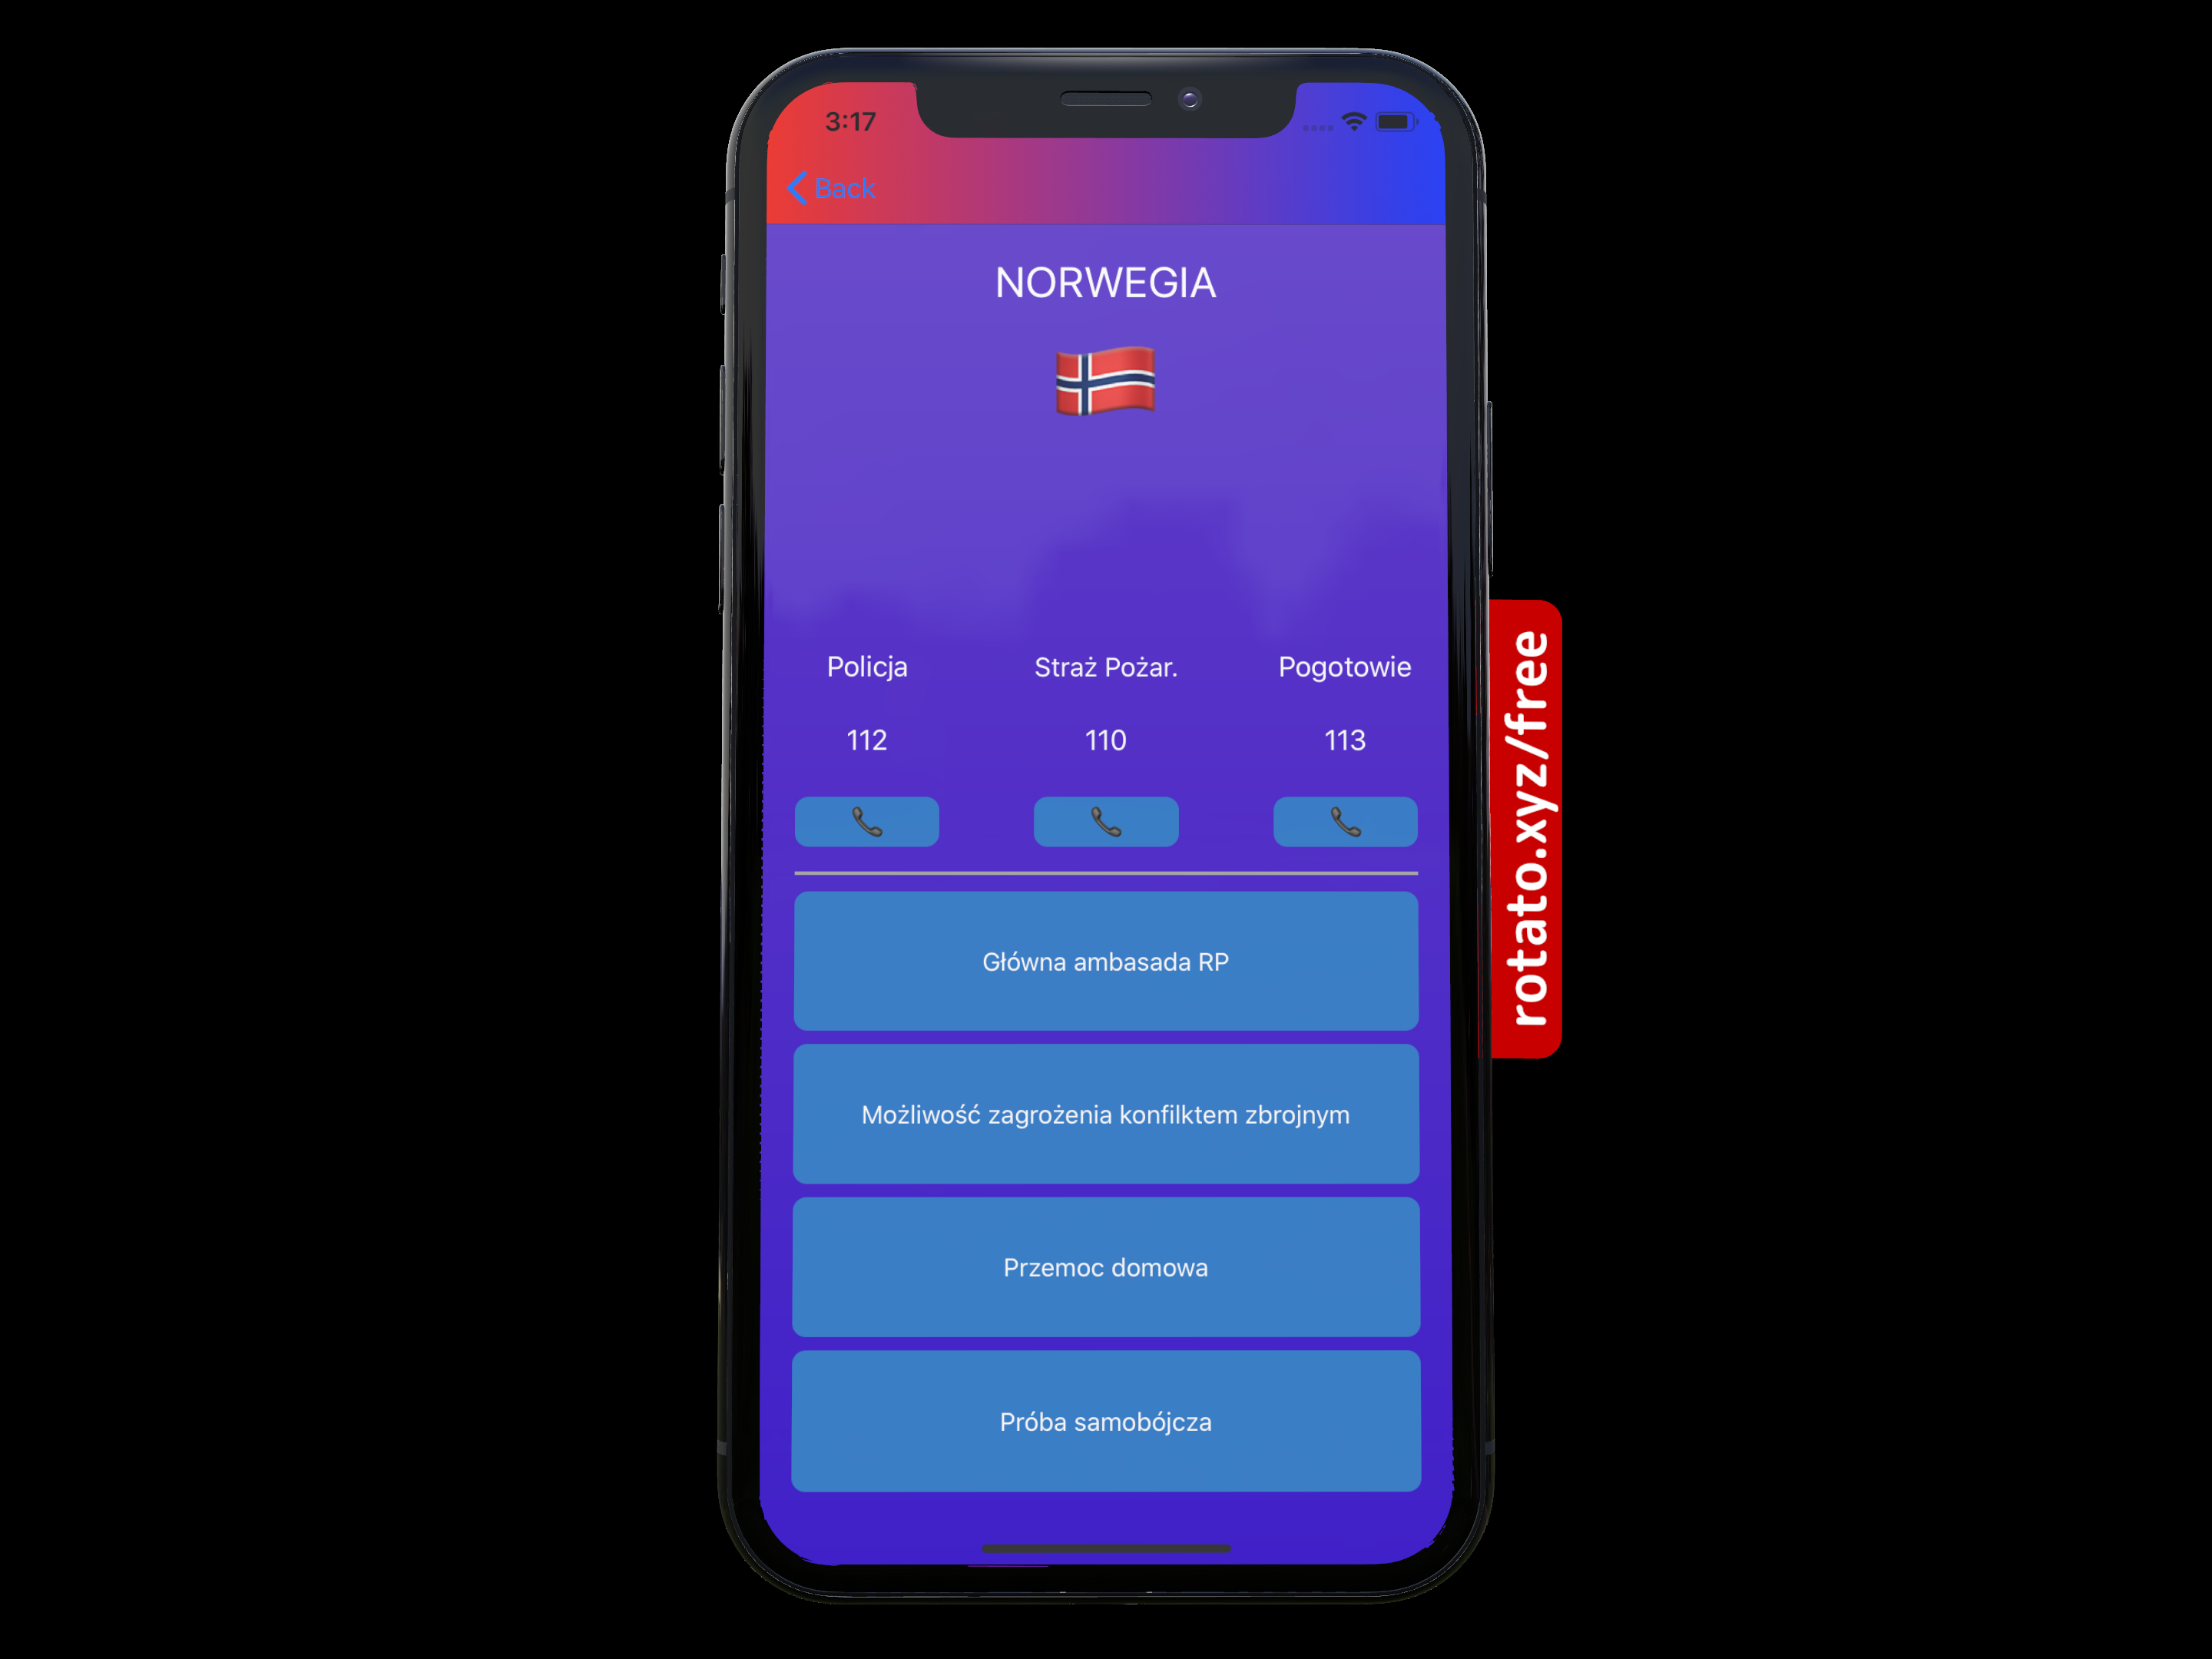 3:17
Back
NORWEGIA
Policja
Straż Pożar.
Pogotowie
112
110
113
Główna ambasada RP
Możliwość zagrożenia konfilktem zbrojnym
Przemoc domowa
Próba samobójcza
rotato.xyz/free